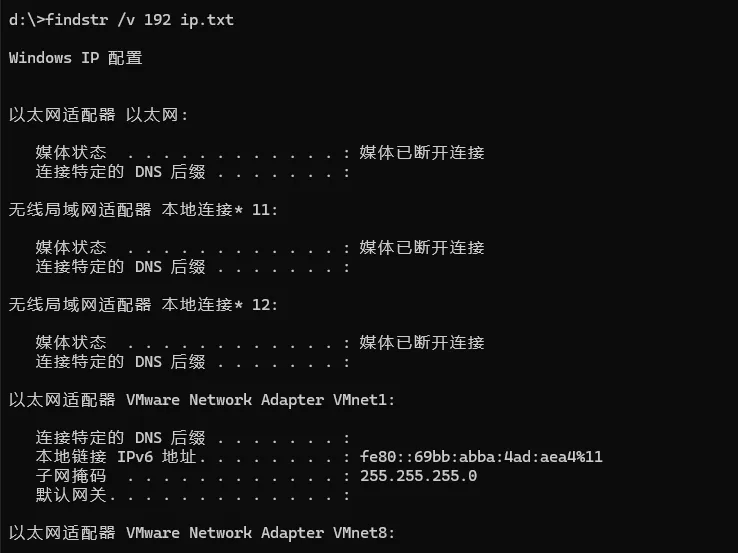 d:\>findstr /v 192 ip.txt
Windows IP 配置
以太网适配器 以太网:
媒体状态 . . . . . . . . . . . . : 媒体已断开连接
连接特定的 DNS 后缀 . . . . . . . :
无线局域网适配器 本地连接* 11:
媒体状态 . . . . . . . . . . . . : 媒体已断开连接
连接特定的 DNS 后缀 . . . . . . . :
无线局域网适配器 本地连接* 12:
媒体状态 . . . . . . . . . . . . : 媒体已断开连接
连接特定的 DNS 后缀 . . . . . . . :
以太网适配器 VMware Network Adapter VMnet1:
连接特定的 DNS 后缀 . . . . . . . :
本地链接 IPv6 地址. . . . . . . . : fe80::69bb:abba:4ad:aea4%11
子网掩码 . . . . . . . . . . . . : 255.255.255.0
默认网关. . . . . . . . . . . . . :
以太网适配器 VMware Network Adapter VMnet8: